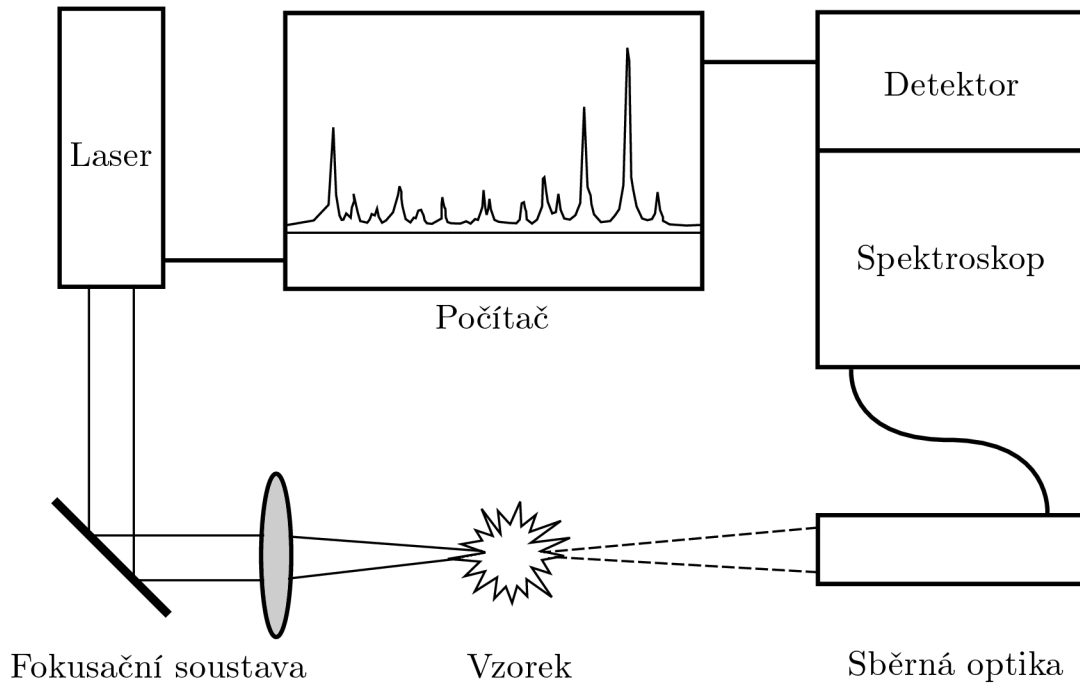 Laser
Detektor
Spektroskop
Počítač
Fokusační soustava
Vzorek
Sběrná optika